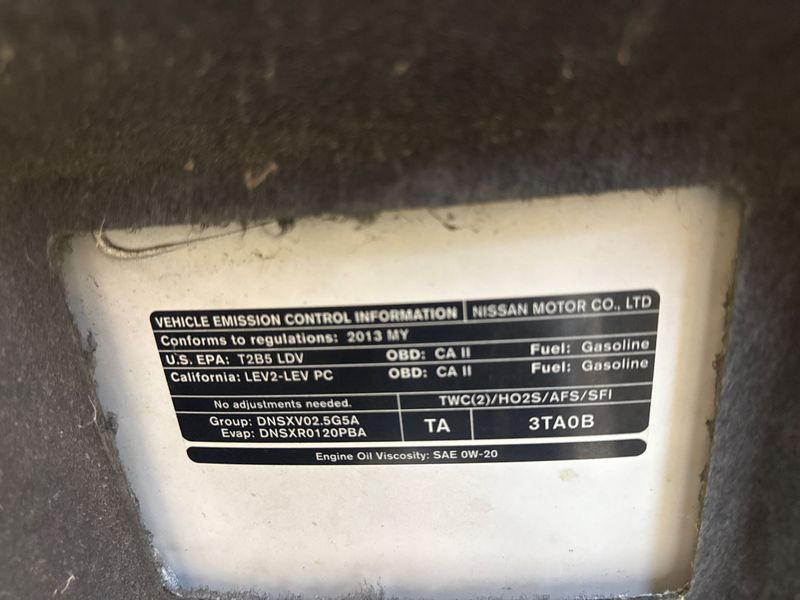 VEHICLE EMISSION CONTROL INFORMATION NISSAN MOTOR CO., LTD
Conforms to regulations: 2013 MY
U.S. EPA: T2B5 LDV OBD: CA II Fuel: Gasoline
California: LEV2-LEV PC OBD: CA II Fuel: Gasoline
No adjustments needed. TWC(2)/HO2S/AFS/SFI
Group: DNSXV02.5G5A
Evap: DNSXR0120PBA
TA 3TA0B
Engine Oil Viscosity: SAE 0W-20